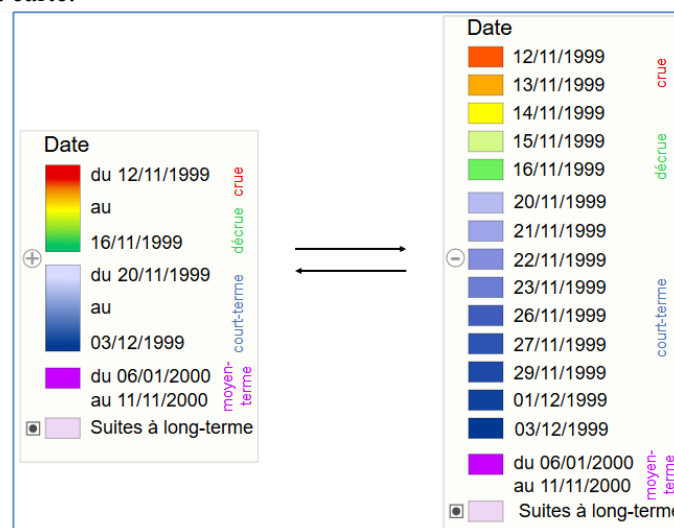 Date
du 12/11/1999
crue
au
16/11/1999
décrue
du 20/11/1999
au
03/12/1999
court-terme
du 06/01/2000
au 11/11/2000
moyen-
terme
Suites à long-terme
Date
12/11/1999
crue
13/11/1999
14/11/1999
15/11/1999
décrue
16/11/1999
20/11/1999
21/11/1999
22/11/1999
23/11/1999
26/11/1999
court-terme
27/11/1999
29/11/1999
01/12/1999
03/12/1999
du 06/01/2000
au 11/11/2000
moyen-
terme
Suites à long-terme